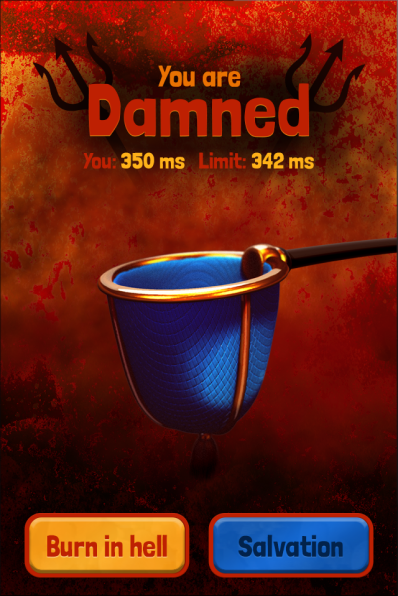 You are
Damned
You: 350 ms Limit: 342 ms
Burn in hell
Salvation